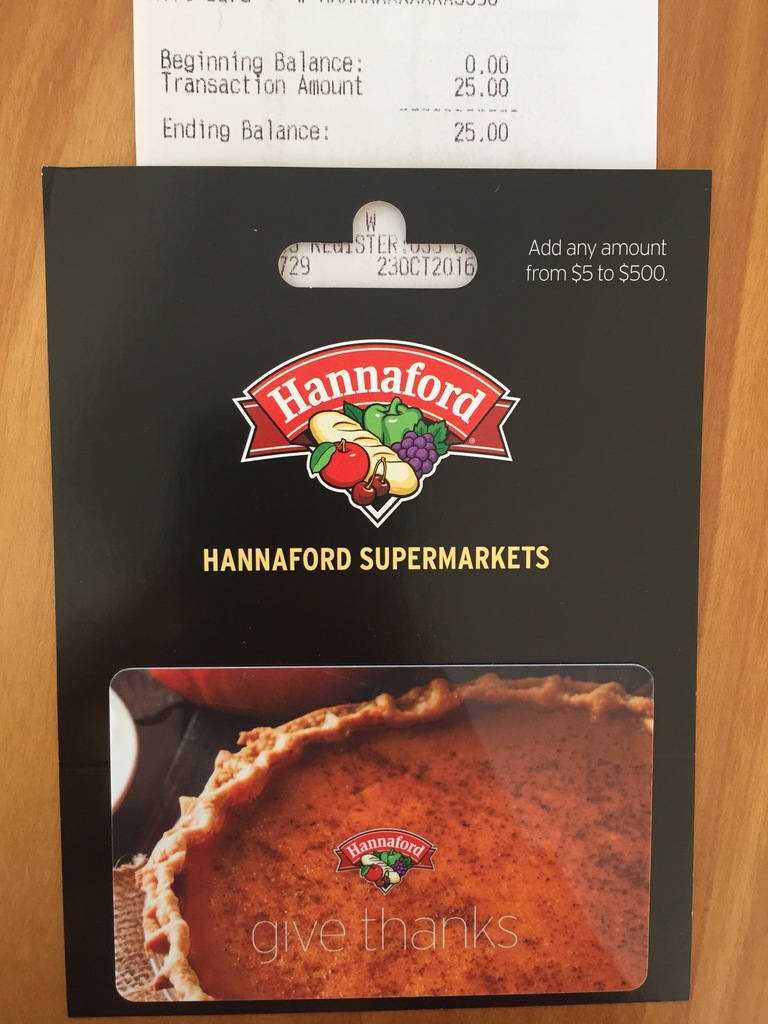 Beginning Balance: 0.00
Transaction Amount 25.00
Ending Balance: 25.00
W
REGISTER:
729 23OCT2016
Add any amount
from $5 to $500.
Hannaford
HANNAFORD SUPERMARKETS
Hannaford
give thanks